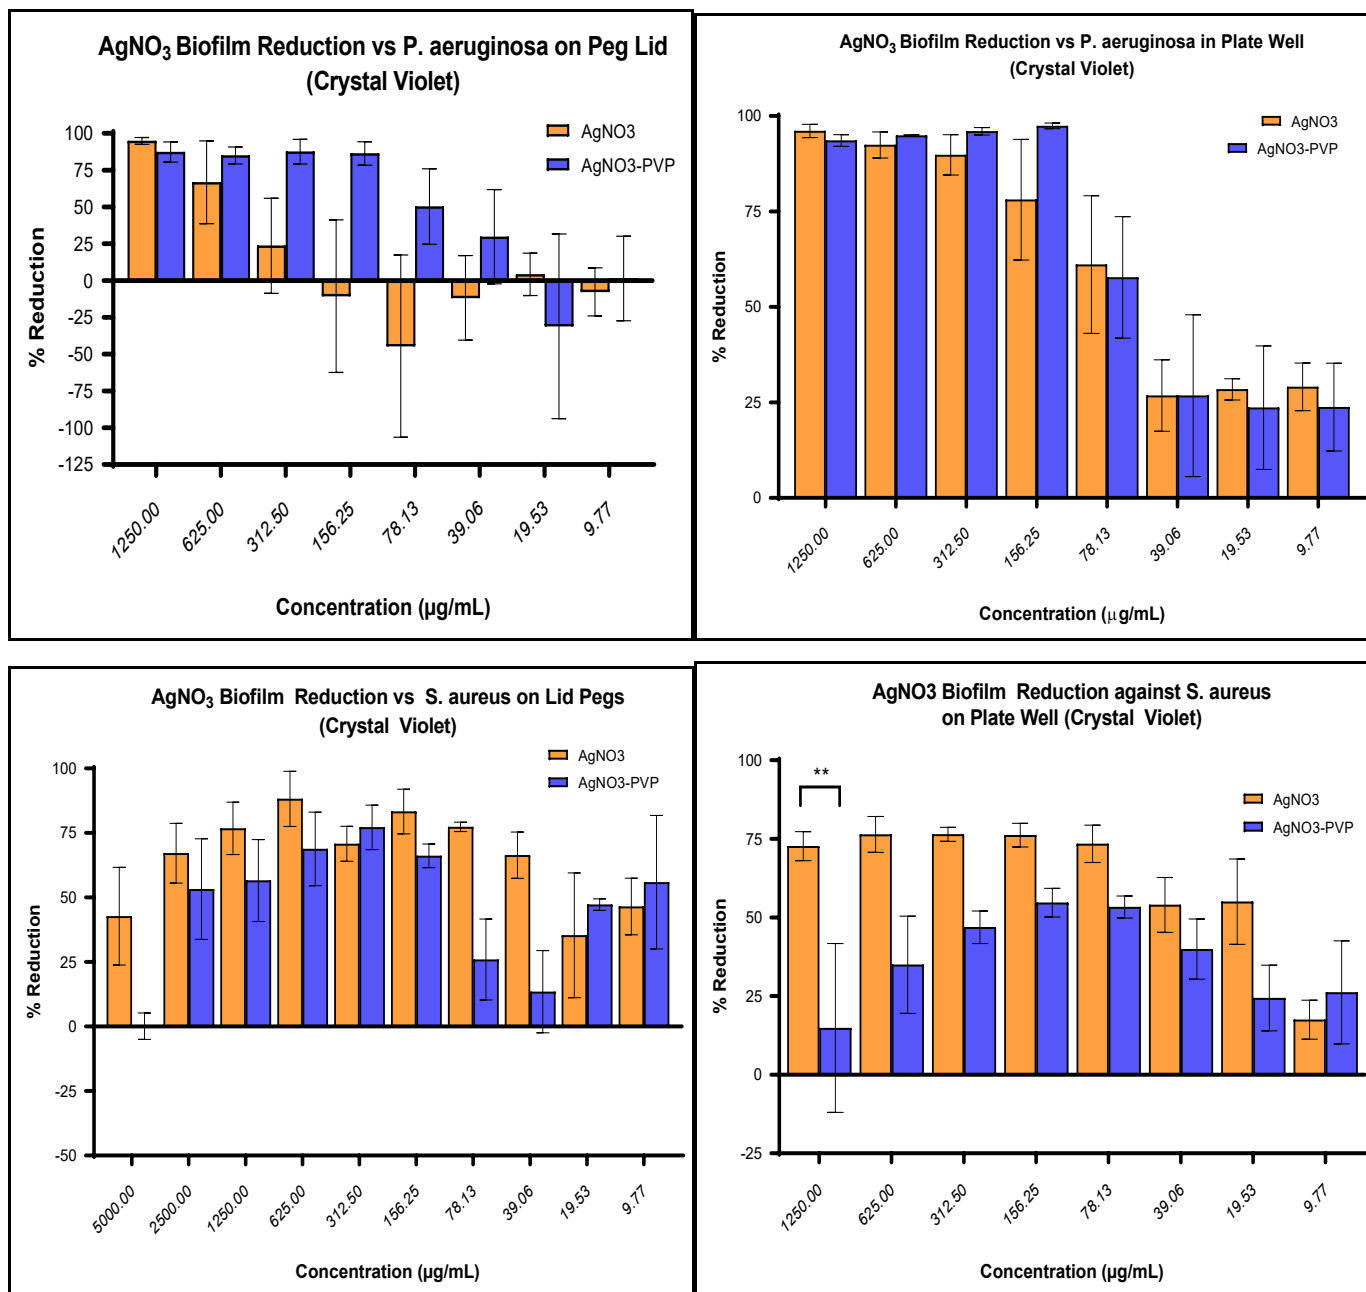 AgNO₃ Biofilm Reduction vs P. aeruginosa on Peg Lid
(Crystal Violet)
AgNO3
AgNO3-PVP
% Reduction
100
75
50
25
0
-25
-50
-75
-100
-125
1250.00
625.00
312.50
156.25
78.13
39.06
19.53
9.77
Concentration (µg/mL)
AgNO₃ Biofilm Reduction vs P. aeruginosa in Plate Well
(Crystal Violet)
AgNO3
AgNO3-PVP
% Reduction
100
75
50
25
0
1250.00
625.00
312.50
156.25
78.13
39.06
19.53
9.77
Concentration (µg/mL)
AgNO₃ Biofilm Reduction vs S. aureus on Lid Pegs
(Crystal Violet)
AgNO3
AgNO3-PVP
% Reduction
100
75
50
25
0
-25
-50
5000.00
2500.00
1250.00
625.00
312.50
156.25
78.13
39.06
19.53
9.77
Concentration (µg/mL)
AgNO3 Biofilm Reduction against S. aureus
on Plate Well (Crystal Violet)
**
AgNO3
AgNO3-PVP
% Reduction
100
75
50
25
0
-25
1250.00
625.00
312.50
156.25
78.13
39.06
19.53
9.77
Concentration (µg/mL)